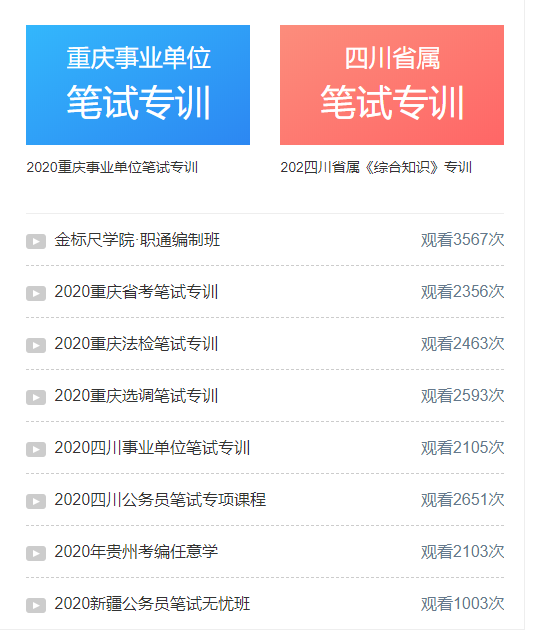 重庆事业单位
笔试专训
四川省属
笔试专训
2020重庆事业单位笔试专训
202四川省属《综合知识》专训
金标尺学院·职通编制班 观看3567次
2020重庆省考笔试专训 观看2356次
2020重庆法检笔试专训 观看2463次
2020重庆选调笔试专训 观看2593次
2020四川事业单位笔试专训 观看2105次
2020四川公务员笔试专项课程 观看2651次
2020年贵州考编任意学 观看2103次
2020新疆公务员笔试无忧班 观看1003次